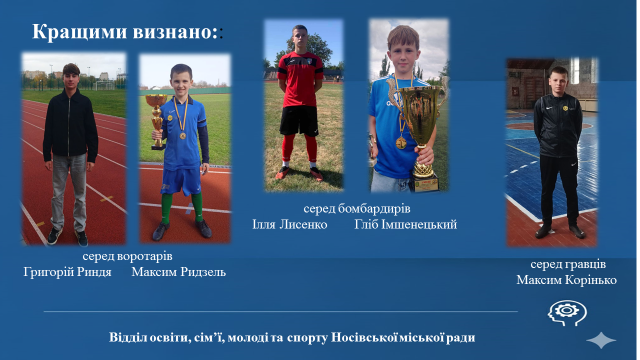 Кращими визнано::
серед бомбардирів
Ілля Лисенко Гліб Імшенецький
серед воротарів
Григорій Риндя Максим Ридзель
серед гравців
Максим Корінько
Відділ освіти, сім’ї, молоді та спорту Носівської міської ради